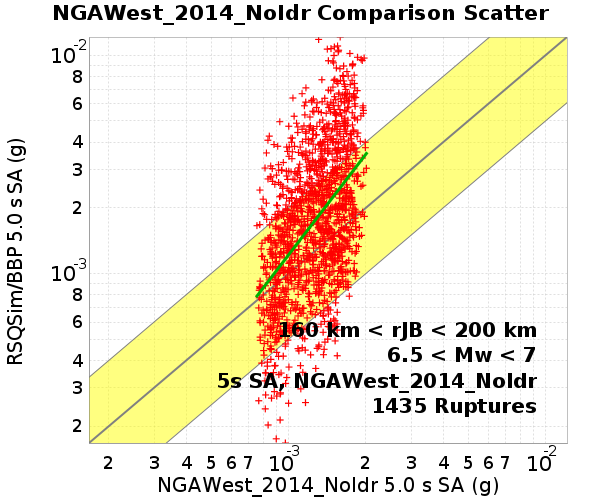 NGAWest_2014_NoIdr Comparison Scatter
10-2
8
6
4
3
2
10-3
8
6
4
3
2
RSQSim/BBP 5.0 s SA (g)
160 km < rJB < 200 km
6.5 < Mw < 7
5s SA, NGAWest_2014_NoIdr
1435 Ruptures
2 3 4 5 6 7 10-3 2 3 4 5 6 7 10-2
NGAWest_2014_NoIdr 5.0 s SA (g)